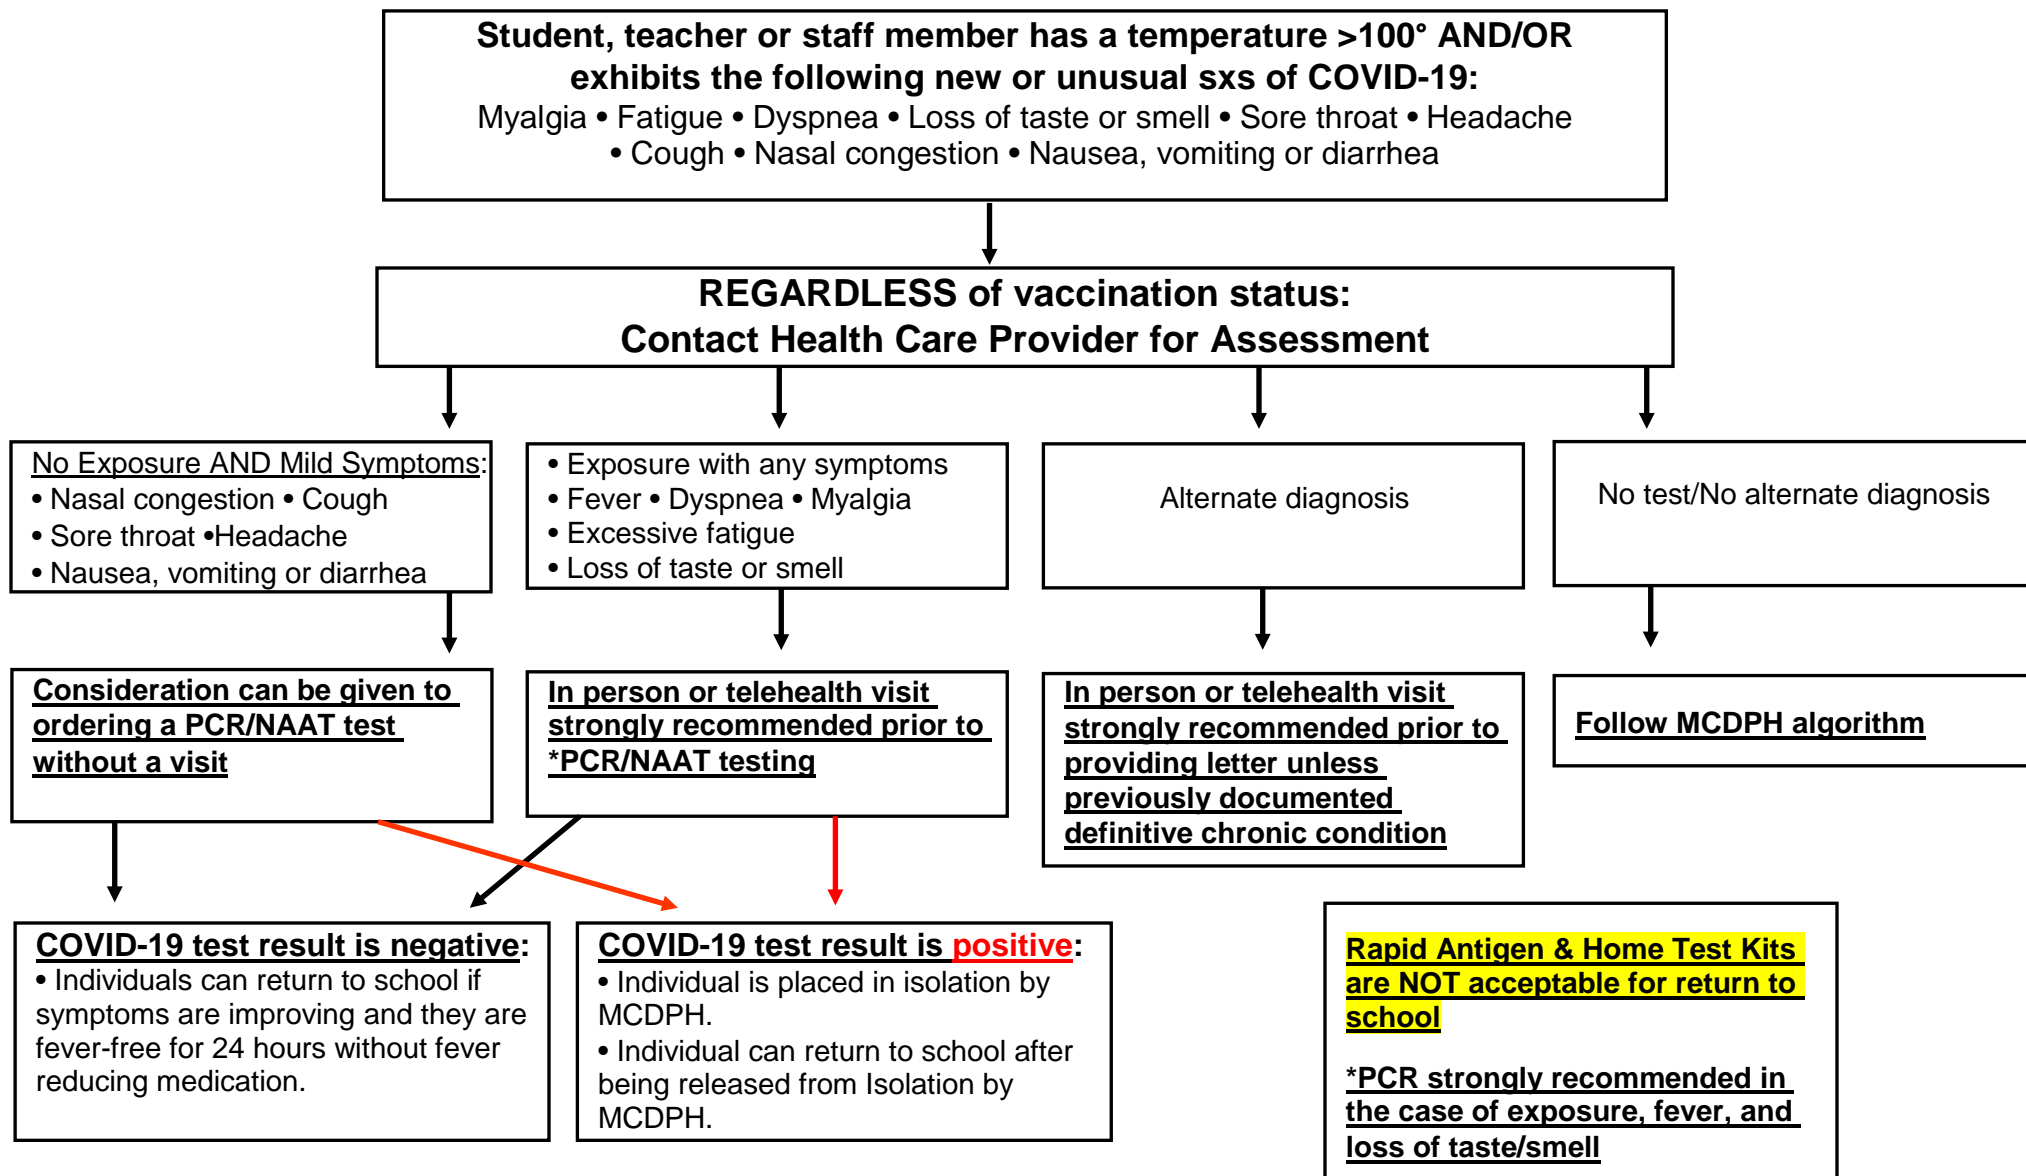 Student, teacher or staff member has a temperature >100° AND/OR
exhibits the following new or unusual sxs of COVID-19:
Myalgia • Fatigue • Dyspnea • Loss of taste or smell • Sore throat • Headache
• Cough • Nasal congestion • Nausea, vomiting or diarrhea
REGARDLESS of vaccination status:
Contact Health Care Provider for Assessment
No Exposure AND Mild Symptoms:
• Nasal congestion • Cough
• Sore throat •Headache
• Nausea, vomiting or diarrhea
• Exposure with any symptoms
• Fever • Dyspnea • Myalgia
• Excessive fatigue
• Loss of taste or smell
Alternate diagnosis
No test/No alternate diagnosis
Consideration can be given to
ordering a PCR/NAAT test
without a visit
In person or telehealth visit
strongly recommended prior to
*PCR/NAAT testing
In person or telehealth visit
strongly recommended prior to
providing letter unless
previously documented
definitive chronic condition
Follow MCDPH algorithm
COVID-19 test result is negative:
• Individuals can return to school if
symptoms are improving and they are
fever-free for 24 hours without fever
reducing medication.
COVID-19 test result is positive:
• Individual is placed in isolation by
MCDPH.
• Individual can return to school after
being released from Isolation by
MCDPH.
Rapid Antigen & Home Test Kits
are NOT acceptable for return to
school
*PCR strongly recommended in
the case of exposure, fever, and
loss of taste/smell